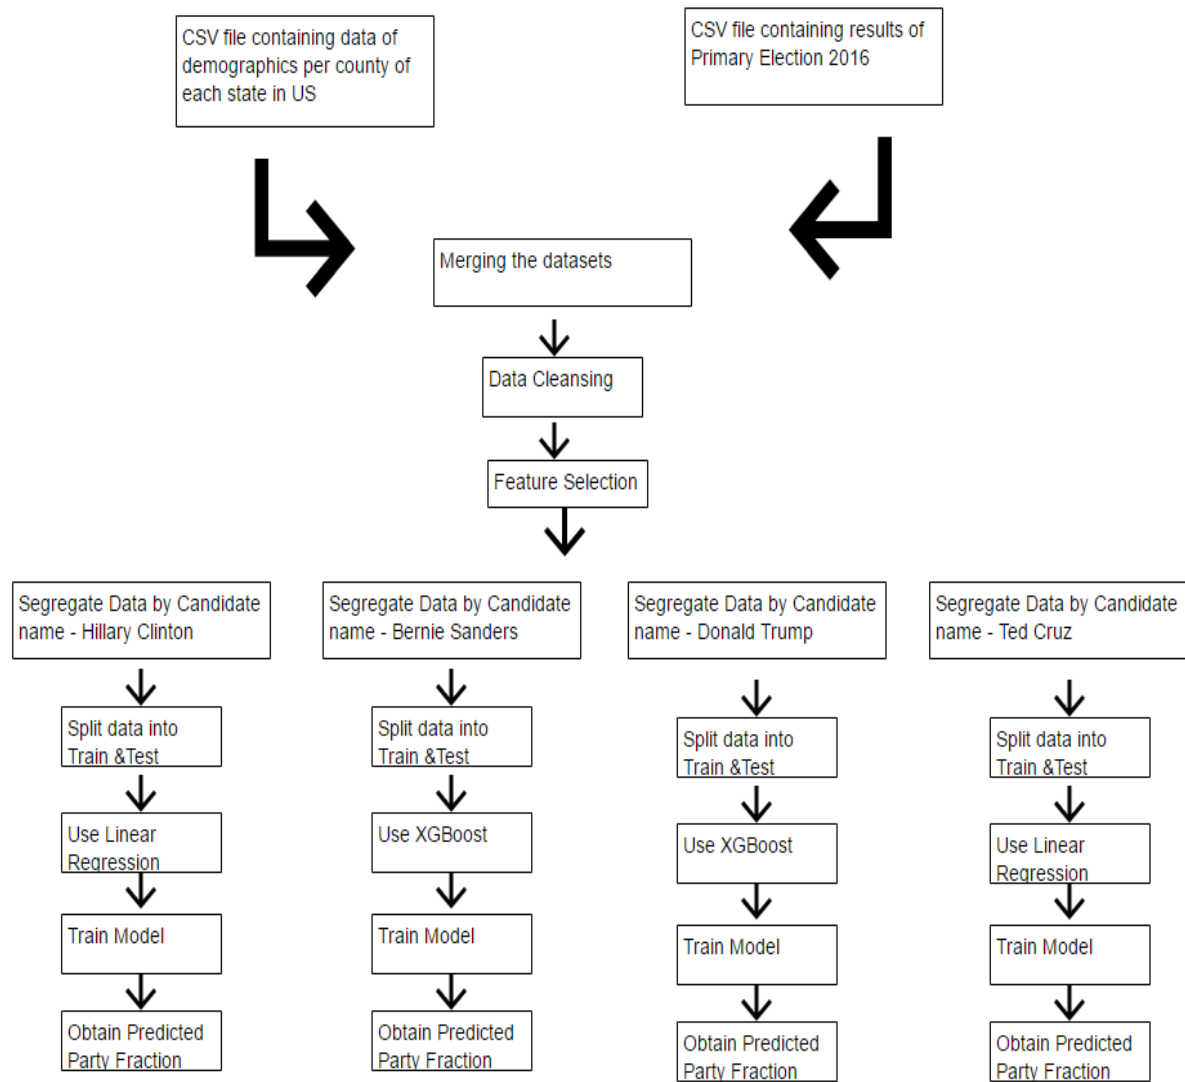 CSV file containing data of
demographics per county of
each state in US
CSV file containing results of
Primary Election 2016
Merging the datasets
Data Cleansing
Feature Selection
Segregate Data by Candidate
name - Hillary Clinton
Segregate Data by Candidate
name - Bernie Sanders
Segregate Data by Candidate
name - Donald Trump
Segregate Data by Candidate
name - Ted Cruz
Split data into
Train &Test
Split data into
Train &Test
Split data into
Train &Test
Split data into
Train &Test
Use Linear
Regression
Use XGBoost
Use XGBoost
Use Linear
Regression
Train Model
Train Model
Train Model
Train Model
Obtain Predicted
Party Fraction
Obtain Predicted
Party Fraction
Obtain Predicted
Party Fraction
Obtain Predicted
Party Fraction